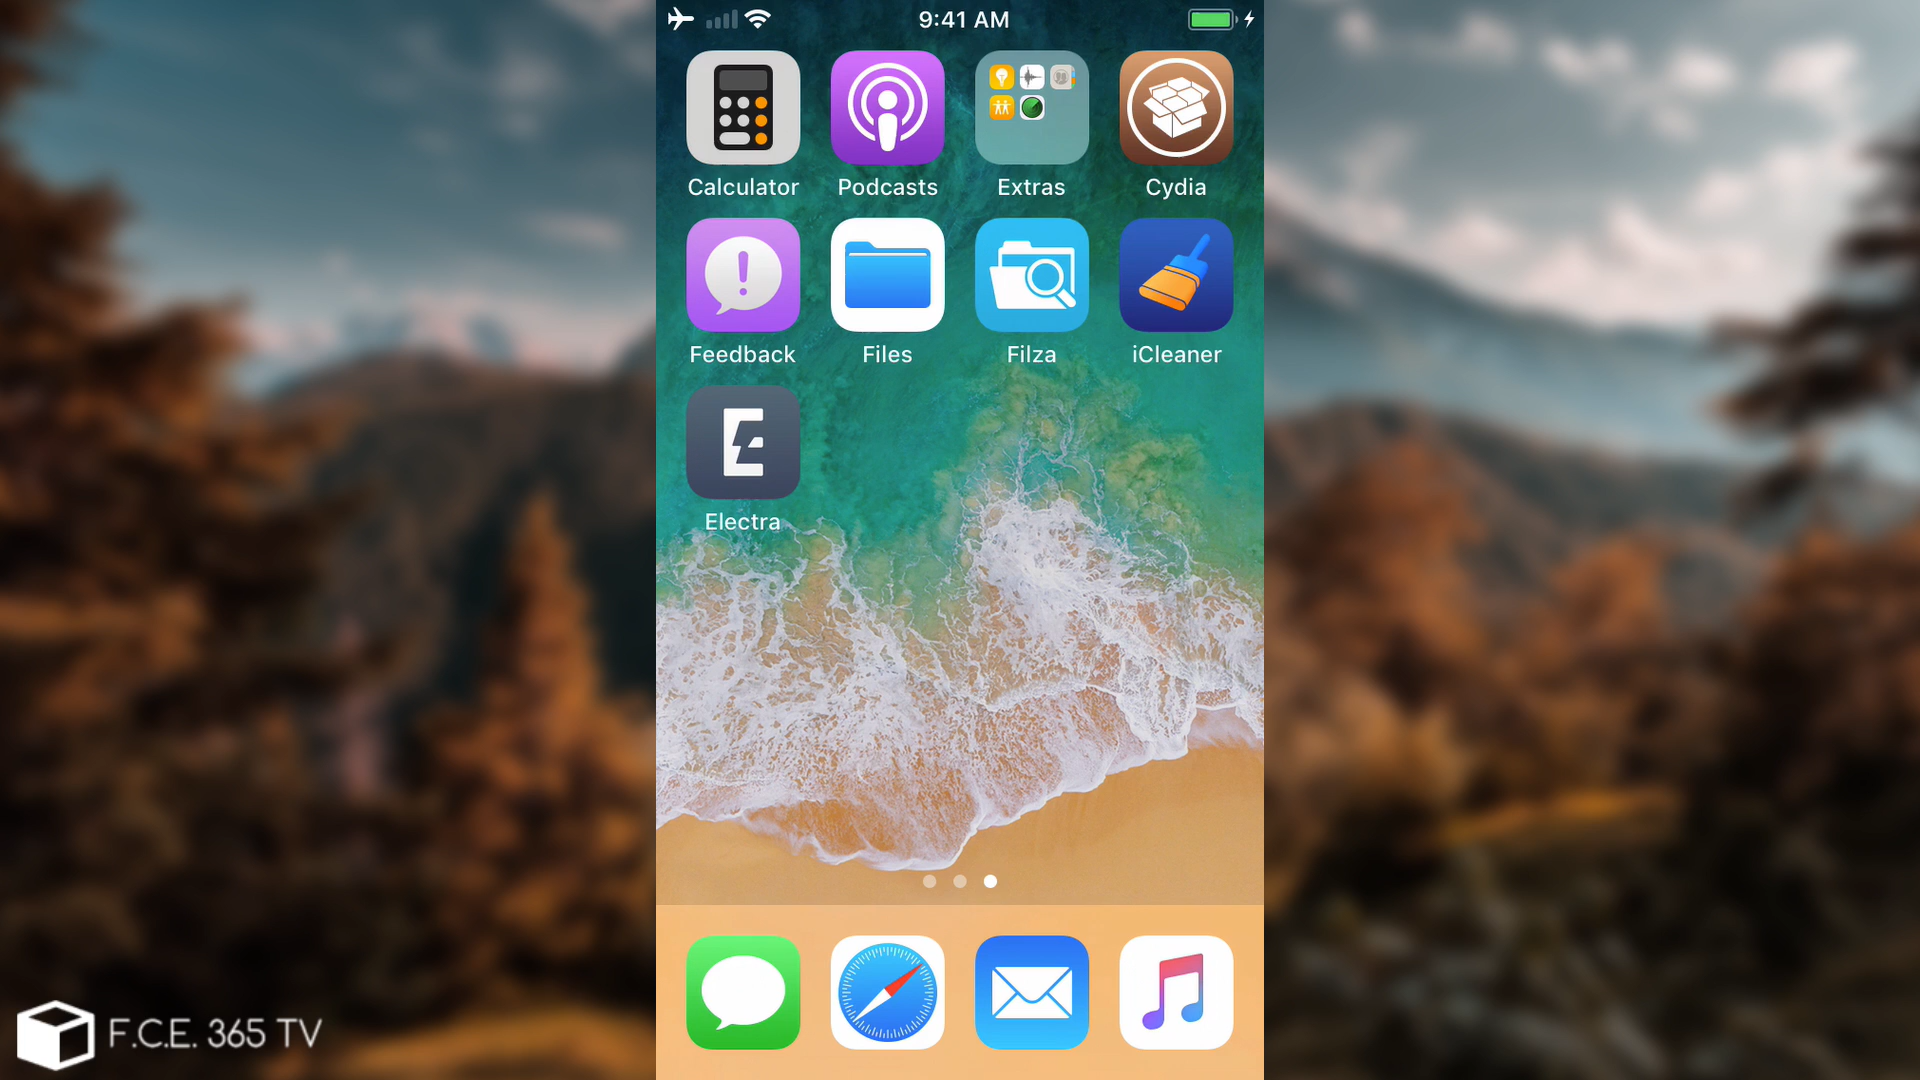 9:41 AM
Calculator
Podcasts
Extras
Cydia
Feedback
Files
Filza
iCleaner
E
Electra
F.C.E. 365 TV